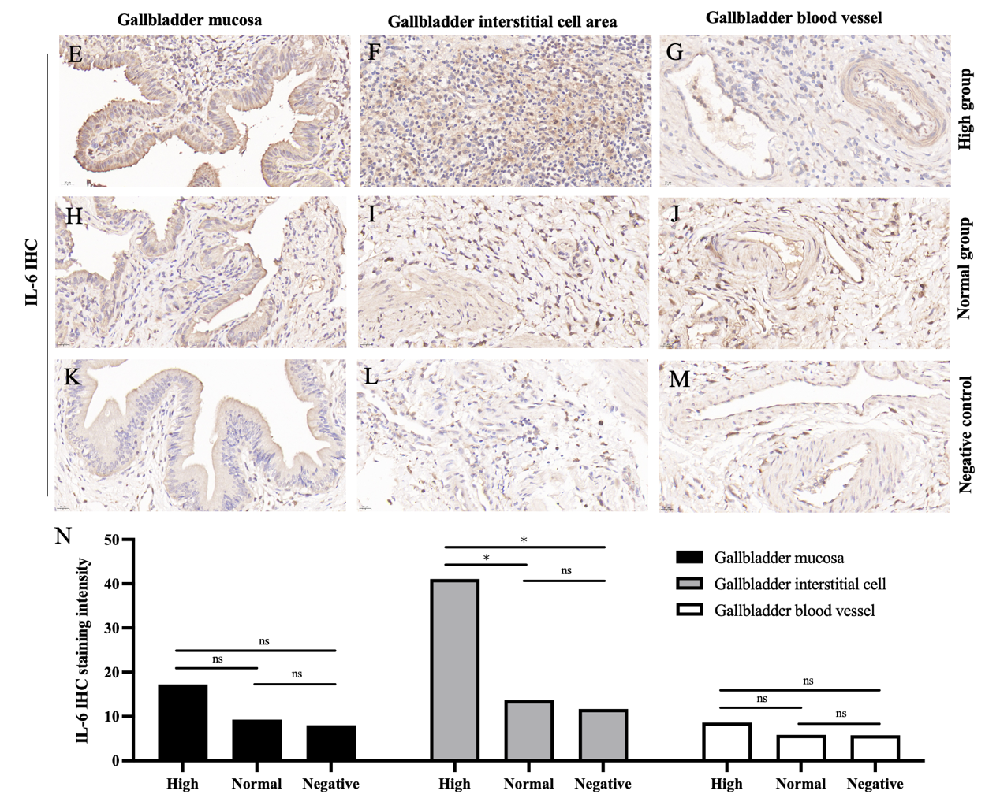 Gallbladder mucosa
Gallbladder interstitial cell area
Gallbladder blood vessel
E
F
G
High group
IL-6 IHC
H
I
J
Normal group
K
L
M
Negative control
N
IL-6 IHC staining intensity
50
40
30
20
10
0
ns
ns
ns
*
*
ns
ns
ns
ns
Gallbladder mucosa
Gallbladder interstitial cell
Gallbladder blood vessel
High Normal Negative High Normal Negative High Normal Negative